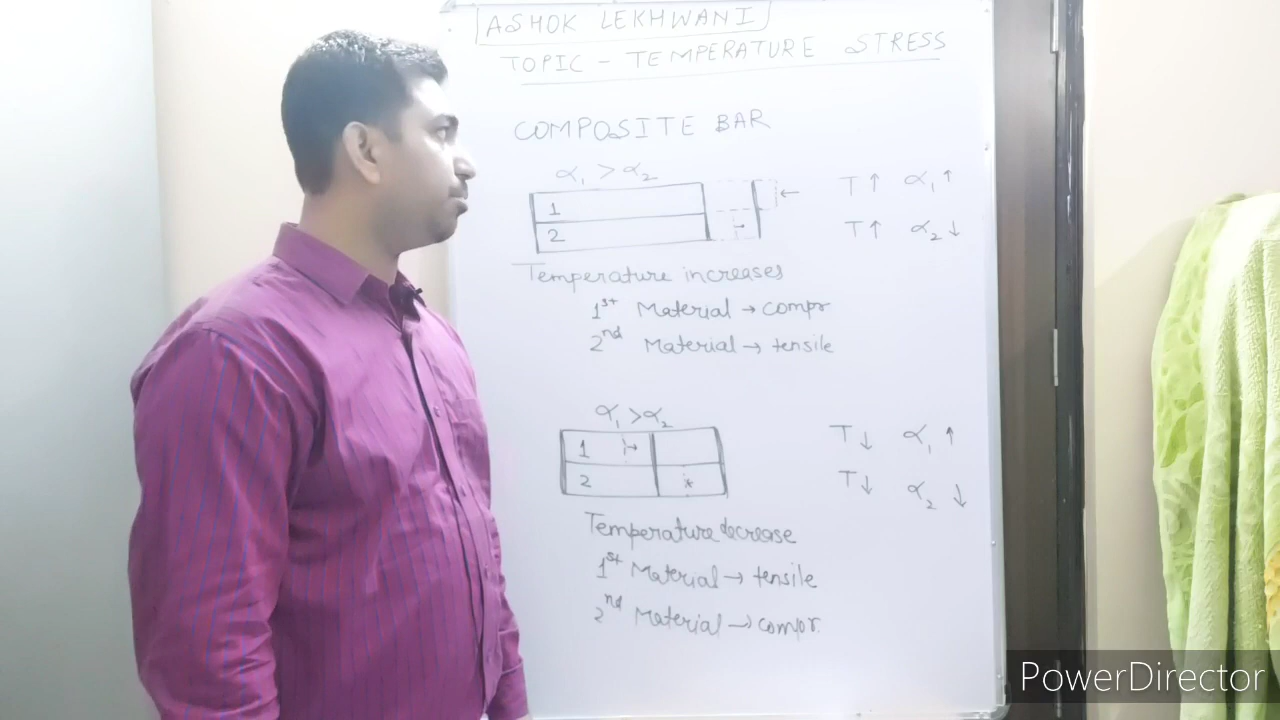 ASHOK LEKHWANI
TOPIC - TEMPERATURE STRESS
COMPOSITE BAR
α₁ > α₂
1
2
T↑ α₁↑
T↑ α₂↓
Temperature increases
1st Material → compr
2nd Material → tensile
α₁ > α₂
1
2
T↓ α₁↑
T↓ α₂↓
Temperature decrease
1st Material → tensile
2nd Material → compr.
PowerDirector